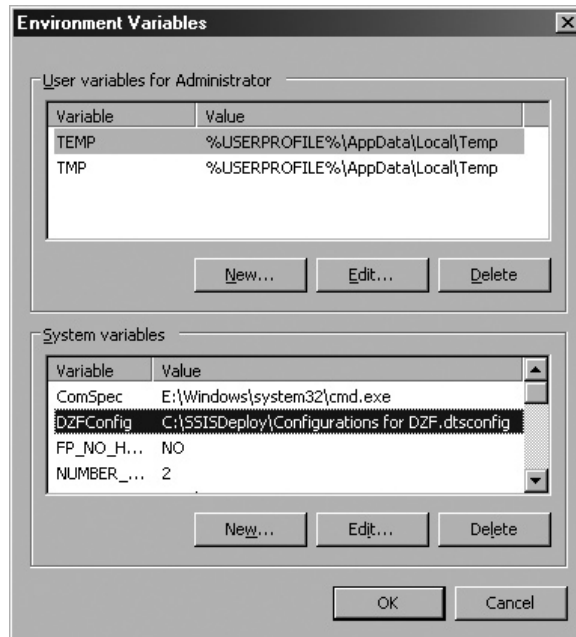 Environment Variables
User variables for Administrator
Variable Value
TEMP %USERPROFILE%\AppData\Local\Temp
TMP %USERPROFILE%\AppData\Local\Temp
New... Edit... Delete
System variables
Variable Value
ComSpec E:\Windows\system32\cmd.exe
DZFConfig C:\SSISDeploy\Configurations for DZF.dtsconfig
FP_NO_H... NO
NUMBER_... 2
New... Edit... Delete
OK Cancel